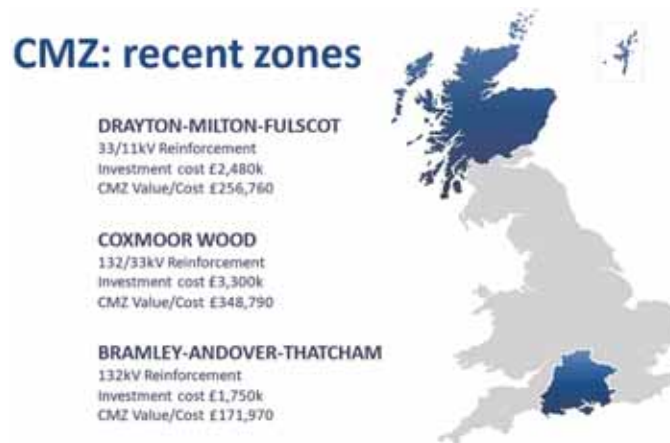 CMZ: recent zones
DRAYTON-MILTON-FULSCOT
33/11kV Reinforcement
Investment cost £2,480k
CMZ Value/Cost £256,760
COXMOOR WOOD
132/33kV Reinforcement
Investment cost £3,300k
CMZ Value/Cost £348,790
BRAMLEY-ANDOVER-THATCHAM
132kV Reinforcement
Investment cost £1,750k
CMZ Value/Cost £171,970